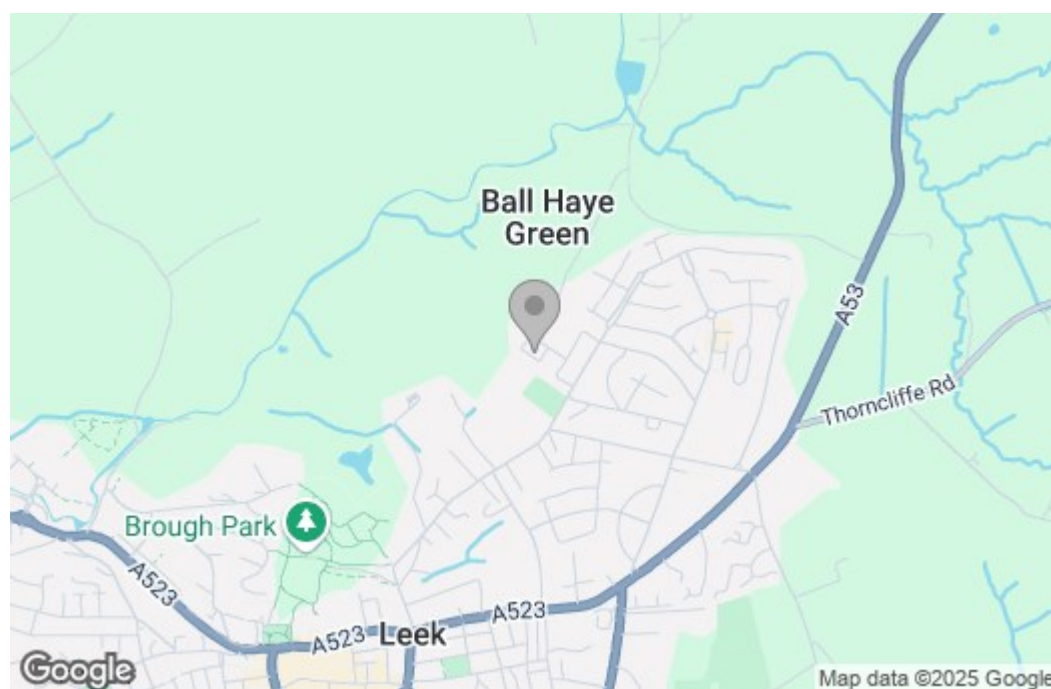 Ball Haye
Green
A53
Thorncliffe Rd
Brough Park
A523
A523
A523
Leek
Google
Map data ©2025 Google